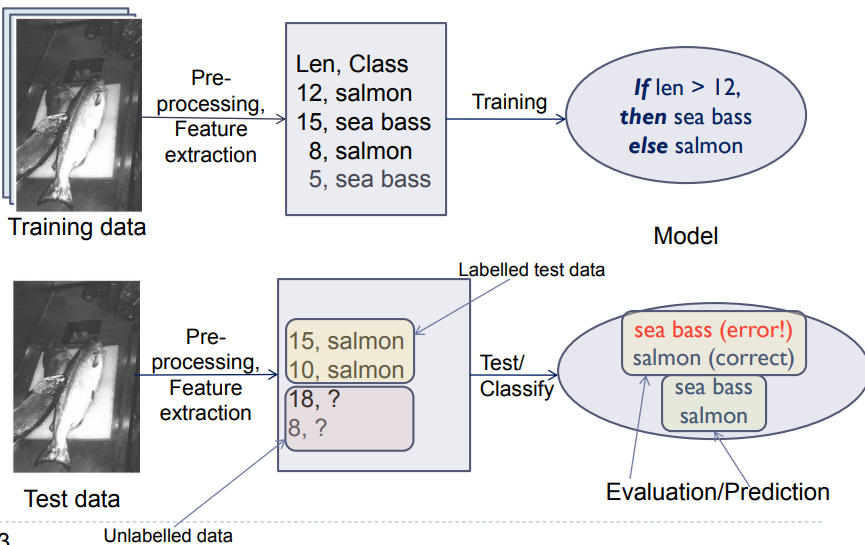 Pre-
processing,
Feature
extraction
Training data
Len, Class
12, salmon
15, sea bass
8, salmon
5, sea bass
Training
If len > 12,
then sea bass
else salmon
Model
Labelled test data
Pre-
processing,
Feature
extraction
Test data
15, salmon
10, salmon
18, ?
8, ?
Unlabelled data
Test/
Classify
sea bass (error!)
salmon (correct)
sea bass
salmon
Evaluation/Prediction
3